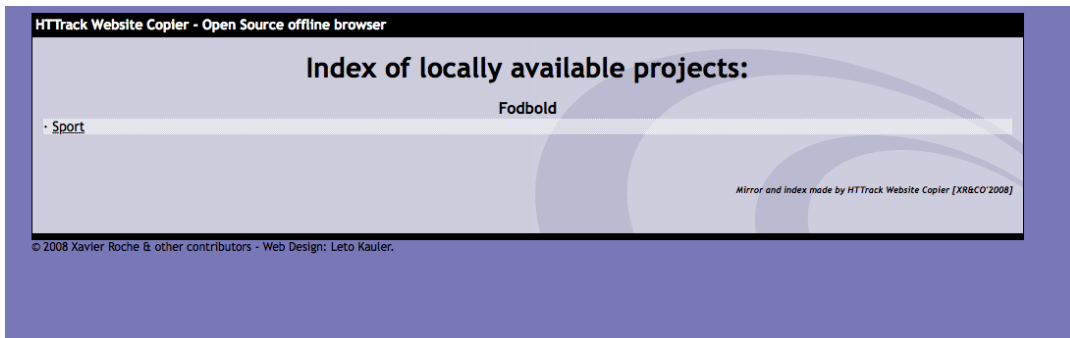 HTTrack Website Copier - Open Source offline browser
Index of locally available projects:
Fodbold
· Sport
Mirror and index made by HTTrack Website Copier [XR&CO'2008]
© 2008 Xavier Roche & other contributors - Web Design: Leto Kauler.